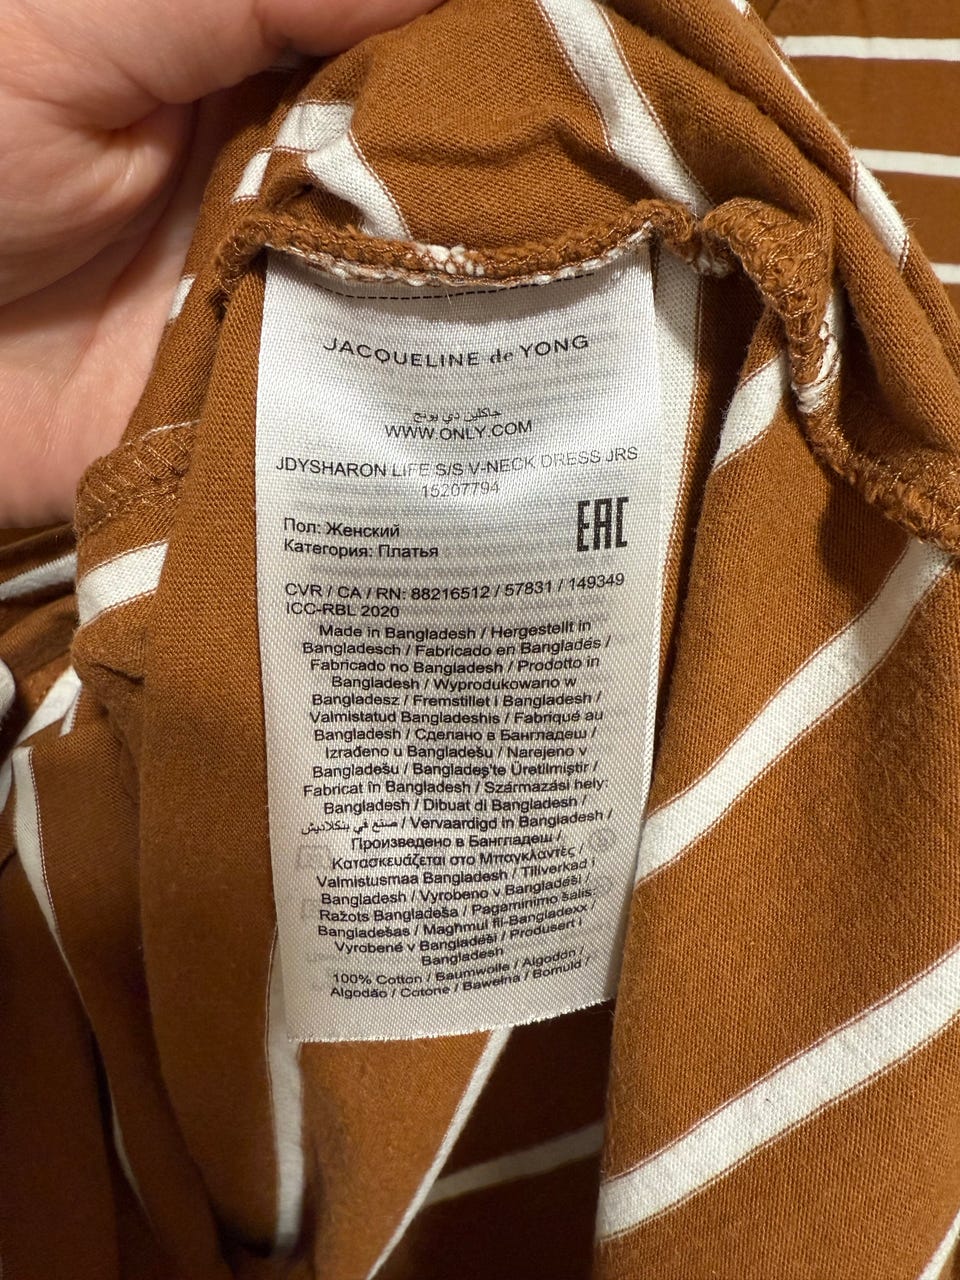 JACQUELINE de YONG
جاكلين دي يونج
WWW.ONLY.COM
JDYSHARON LIFE S/S V-NECK DRESS JRS
15207794
Пол: Женский
Категория: Платья
EAC
CVR / CA / RN: 88216512 / 57831 / 149349
ICC-RBL 2020
Made in Bangladesh / Hergestellt in
Bangladesch / Fabricado en Bangladés /
Fabricado no Bangladesh / Prodotto in
Bangladesh / Wyprodukowano w
Bangladesz / Fremstillet i Bangladesh /
Valmistatud Bangladeshis / Fabriqué au
Bangladesh / Сделано в Бангладеш /
Izrađeno u Bangladešu / Narejeno v
Bangladešu / Bangladeş'te Üretilmiştir /
Fabricat în Bangladesh / Származási hely:
Bangladesh / Dibuat di Bangladesh /
صنع في بنكلاديش / Vervaardigd in Bangladesh /
Произведено в Бангладеш /
Κατασκευάζεται στο Μπαγκλαντές /
Valmistusmaa Bangladesh / Tillverkad i
Bangladesh / Vyrobeno v Bangladéši /
Ražots Bangladeša / Pagaminimo šalis-
Bangladešas / Magħmul fil-Bangladexx
Vyrobené v Bangladéši / Produsert i
Bangladesh
100% Cotton / Baumwolle / Algodón /
Algodão / Cotone / Bawełna / Bomuld /